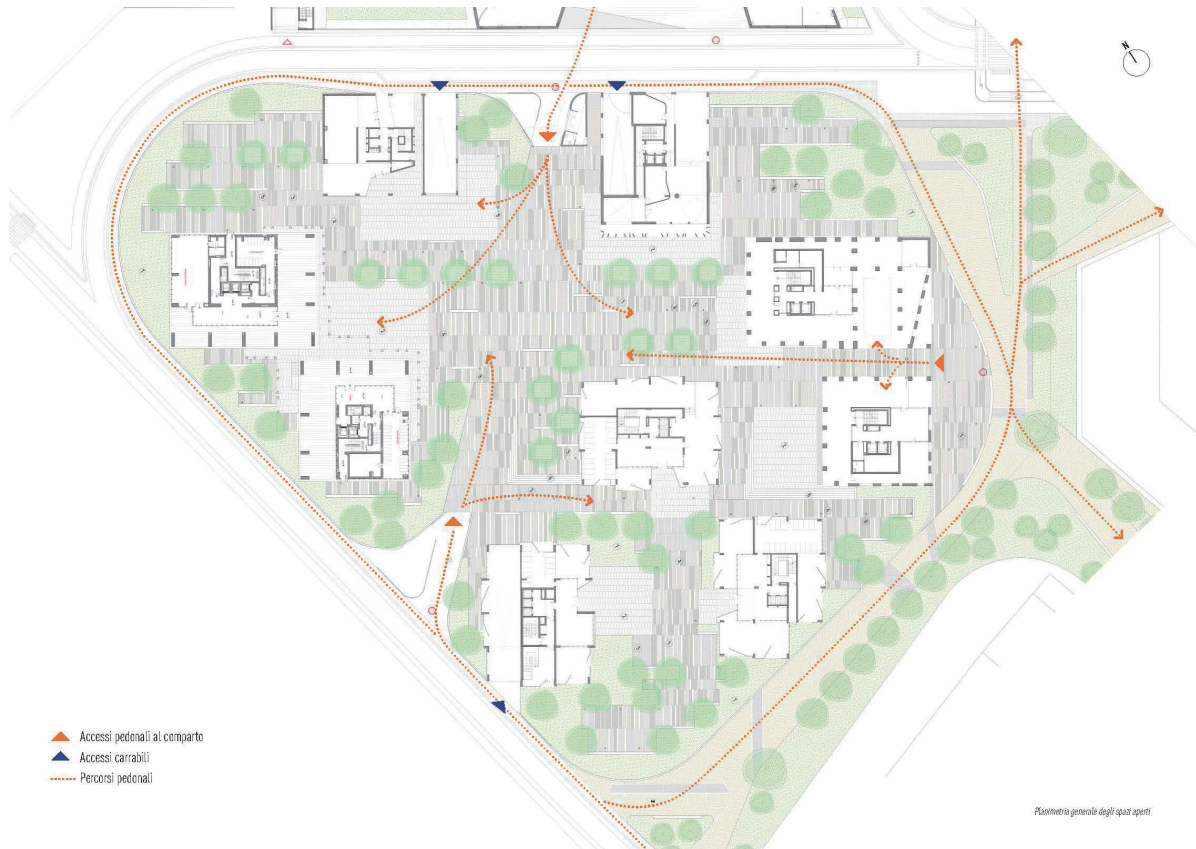 N
Accessi pedonali al comparto
Accessi carrabili
Percorsi pedonali
Planimetria generale degli spazi aperti